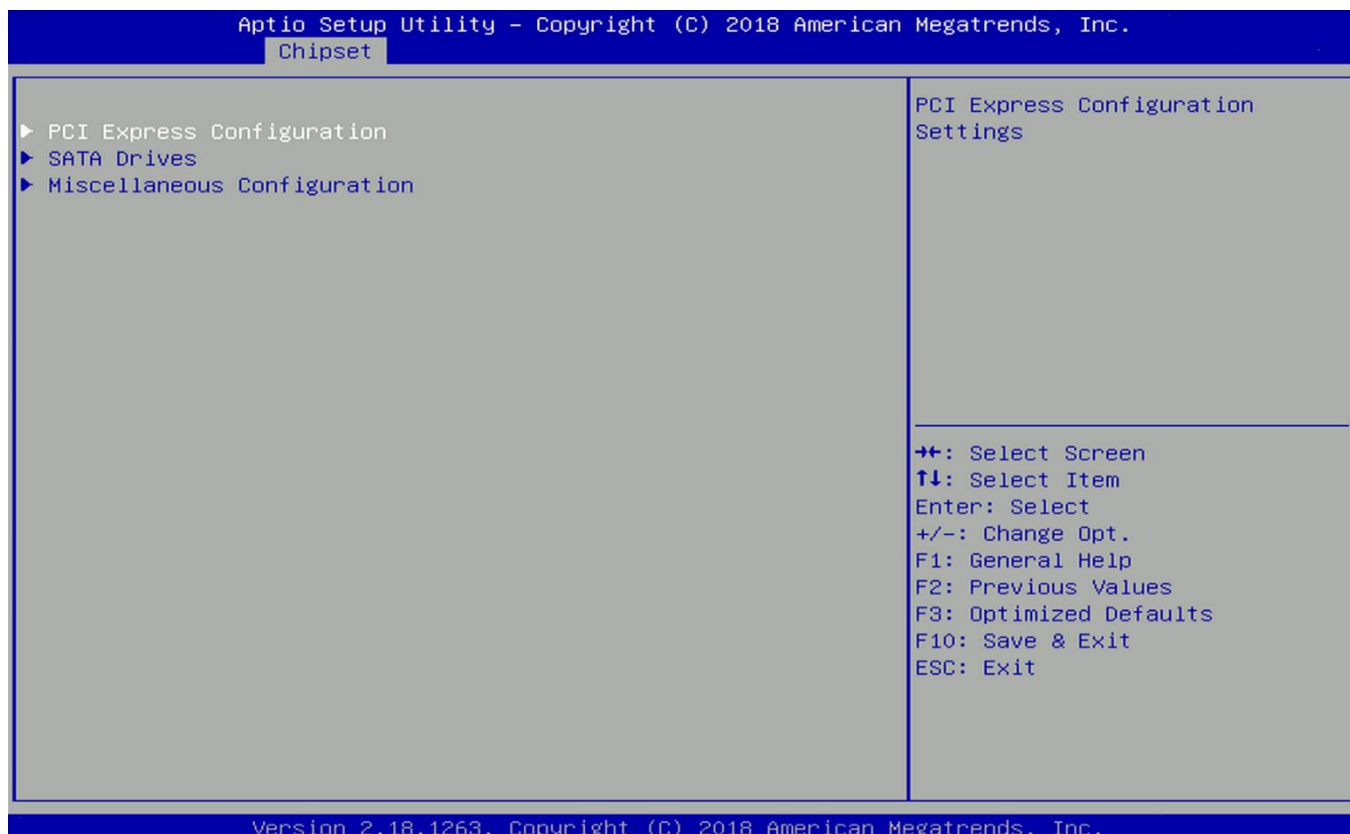 Aptio Setup Utility – Copyright (C) 2018 American Megatrends, Inc.
Chipset
▶ PCI Express Configuration
▶ SATA Drives
▶ Miscellaneous Configuration
PCI Express Configuration
Settings
→←: Select Screen
↑↓: Select Item
Enter: Select
+/-: Change Opt.
F1: General Help
F2: Previous Values
F3: Optimized Defaults
F10: Save & Exit
ESC: Exit
Version 2.18.1263. Copyright (C) 2018 American Megatrends, Inc.